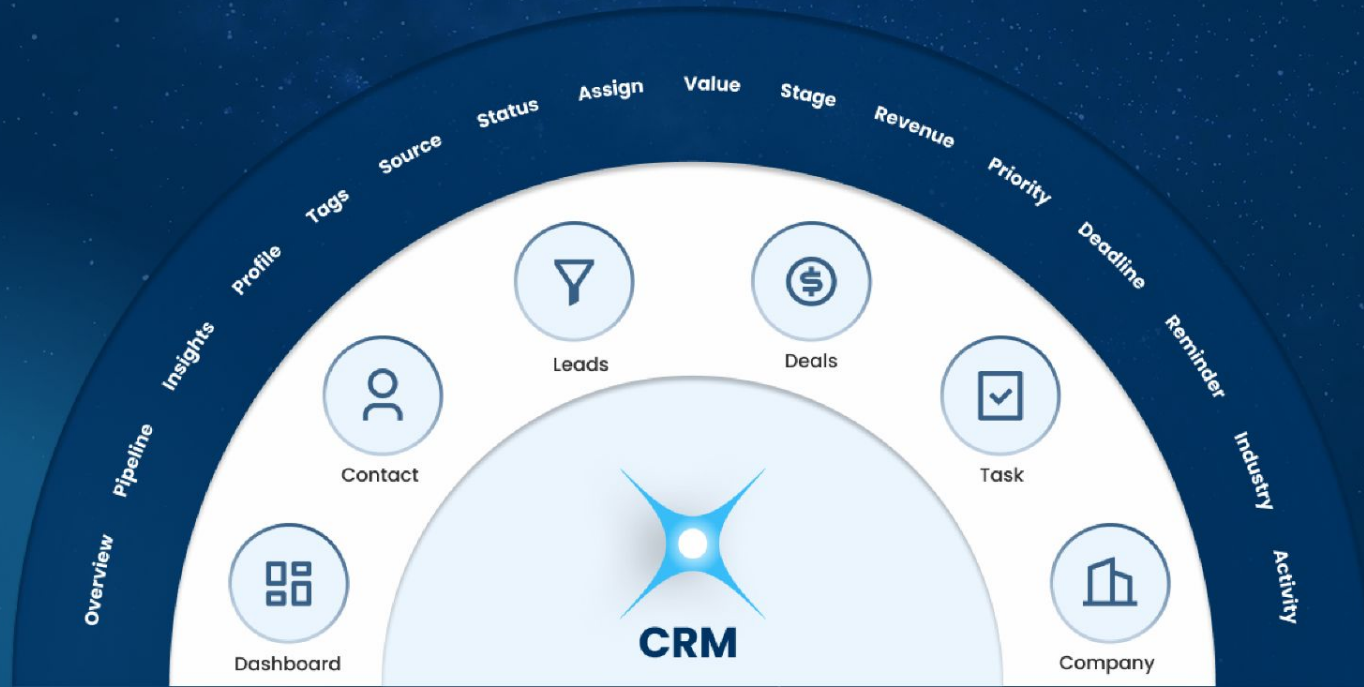 Overview
Pipeline
Insights
Profile
Tags
Source
Status
Assign
Value
Stage
Revenue
Priority
Deadline
Reminder
Industry
Activity
Dashboard
Contact
Leads
Deals
Task
Company
CRM